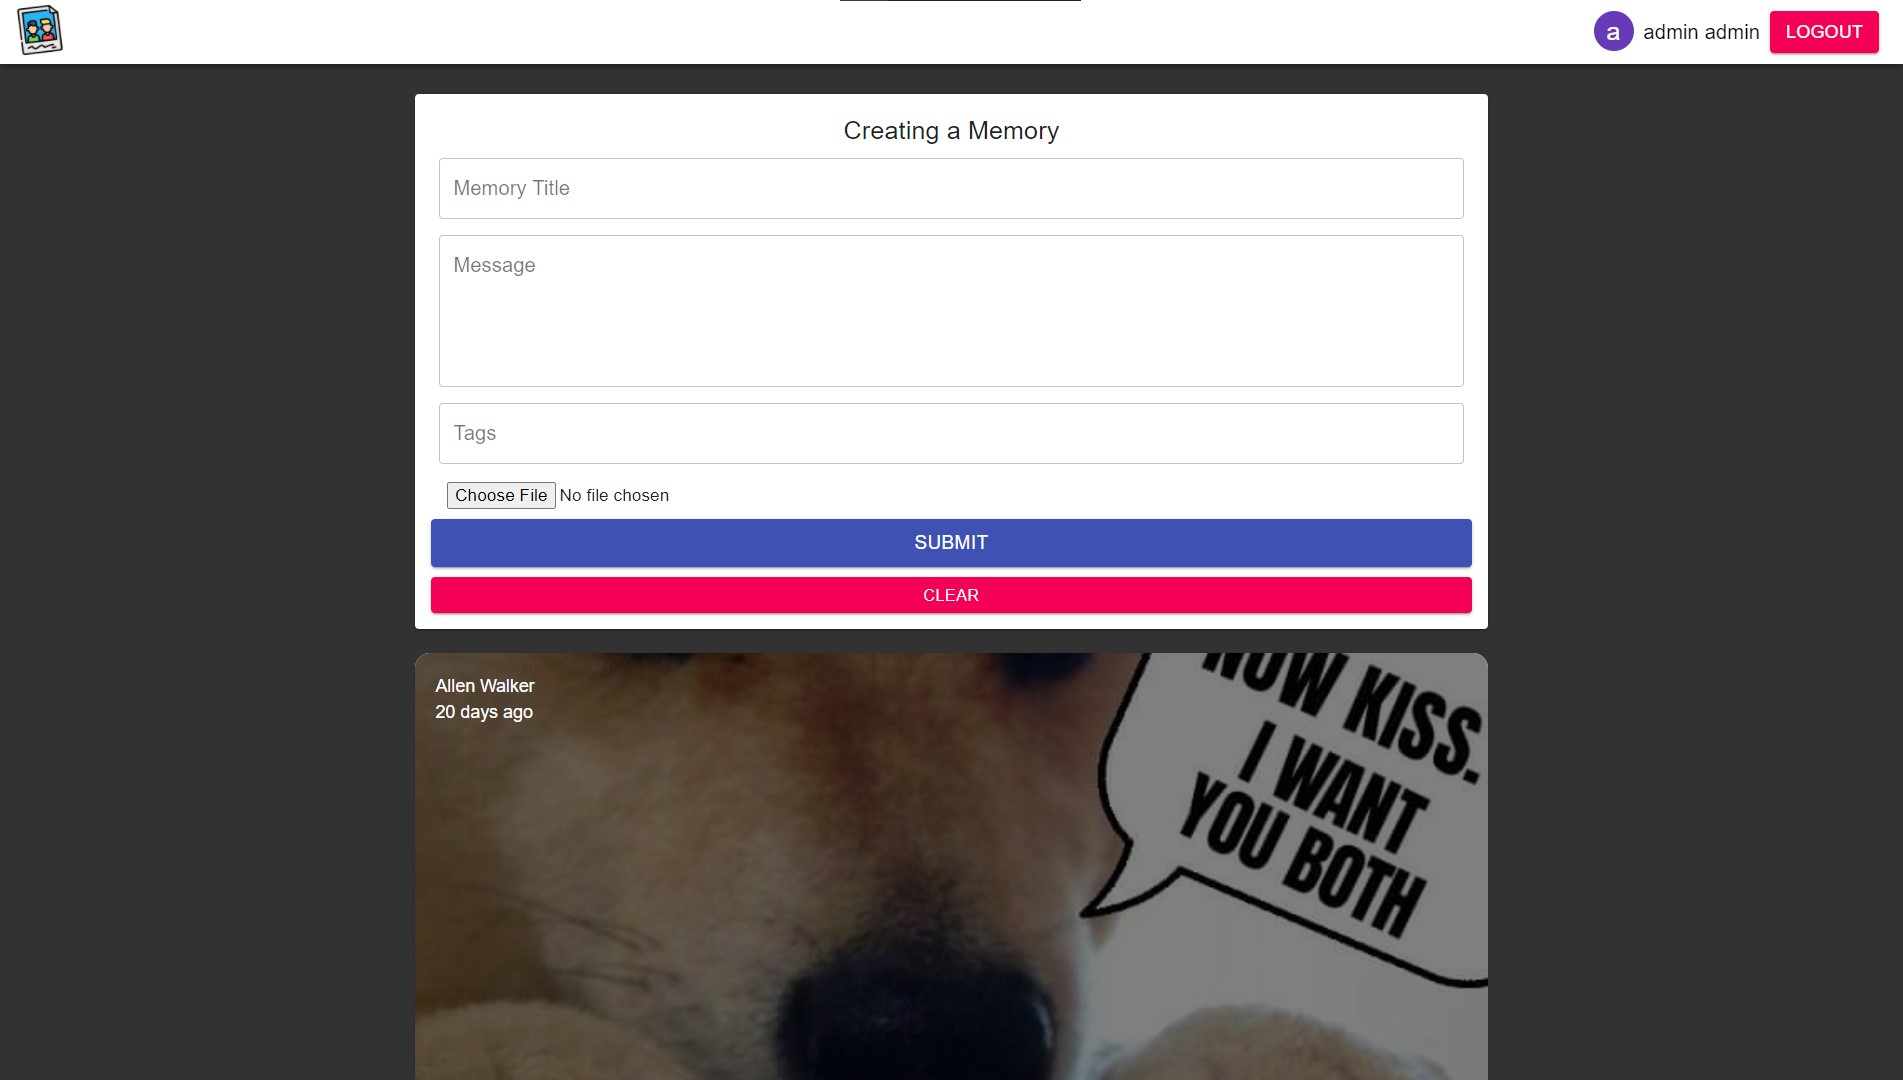 a
admin admin
LOGOUT
Creating a Memory
Memory Title
Message
Tags
Choose File No file chosen
SUBMIT
CLEAR
Allen Walker
20 days ago
NOW KISS.
I WANT
YOU BOTH